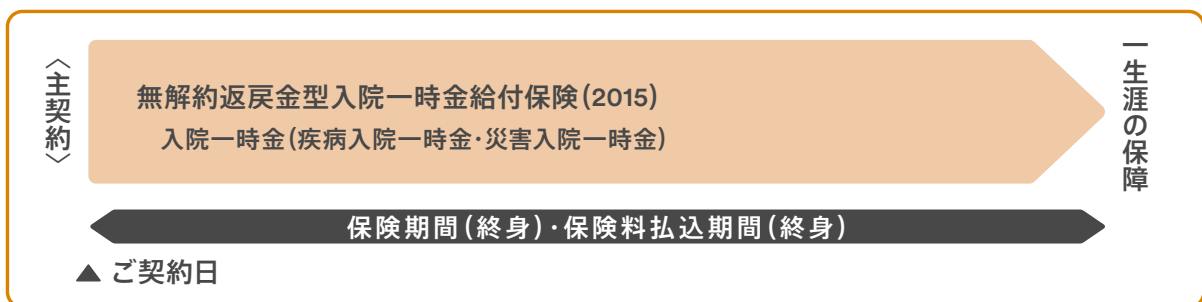 〈主契約〉
無解約返戻金型入院一時金給付保険(2015)
入院一時金(疾病入院一時金・災害入院一時金)
一生涯の保障
保険期間(終身)・保険料払込期間(終身)
▲ ご契約日